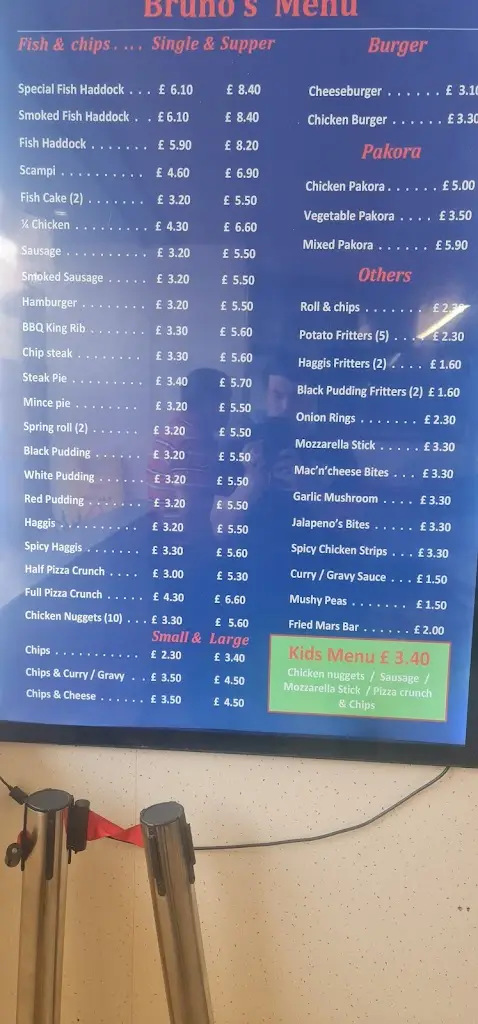 Bruno's Menu
Fish & chips.... Single & Supper
Special Fish Haddock . . . £ 6.10 £ 8.40
Smoked Fish Haddock . . £ 6.10 £ 8.40
Fish Haddock . . . . . . . £ 5.90 £ 8.20
Scampi . . . . . . . . . . £ 4.60 £ 6.90
Fish Cake (2) . . . . . . . £ 3.20 £ 5.50
¼ Chicken . . . . . . . . . £ 4.30 £ 6.60
Sausage . . . . . . . . . . £ 3.20 £ 5.50
Smoked Sausage . . . . . £ 3.20 £ 5.50
Hamburger . . . . . . . . £ 3.20 £ 5.50
BBQ King Rib . . . . . . . £ 3.30 £ 5.60
Chip steak . . . . . . . . £ 3.30 £ 5.60
Steak Pie . . . . . . . . . £ 3.40 £ 5.70
Mince pie . . . . . . . . . £ 3.20 £ 5.50
Spring roll (2) . . . . . . . £ 3.20 £ 5.50
Black Pudding . . . . . . . £ 3.20 £ 5.50
White Pudding . . . . . . £ 3.20 £ 5.50
Red Pudding . . . . . . . £ 3.20 £ 5.50
Haggis . . . . . . . . . . £ 3.20 £ 5.50
Spicy Haggis . . . . . . . £ 3.30 £ 5.60
Half Pizza Crunch . . . . £ 3.00 £ 5.30
Full Pizza Crunch . . . . . £ 4.30 £ 6.60
Chicken Nuggets (10) . . . £ 3.30 £ 5.60
Small & Large
Chips . . . . . . . . . . . £ 2.30 £ 3.40
Chips & Curry / Gravy . . £ 3.50 £ 4.50
Chips & Cheese . . . . . . £ 3.50 £ 4.50
Burger
Cheeseburger . . . . . . £ 3.10
Chicken Burger . . . . . . £ 3.30
Pakora
Chicken Pakora . . . . . £ 5.00
Vegetable Pakora . . . . £ 3.50
Mixed Pakora . . . . . . £ 5.90
Others
Roll & chips . . . . . . . £ 2.30
Potato Fritters (5) . . . . £ 2.30
Haggis Fritters (2) . . . . £ 1.60
Black Pudding Fritters (2) £ 1.60
Onion Rings . . . . . . . £ 2.30
Mozzarella Stick . . . . . £ 3.30
Mac'n'cheese Bites . . . £ 3.30
Garlic Mushroom . . . . £ 3.30
Jalapeno's Bites . . . . . £ 3.30
Spicy Chicken Strips . . . £ 3.30
Curry / Gravy Sauce . . . £ 1.50
Mushy Peas . . . . . . . £ 1.50
Fried Mars Bar . . . . . £ 2.00
Kids Menu £ 3.40
Chicken nuggets / Sausage /
Mozzarella Stick / Pizza crunch
& Chips